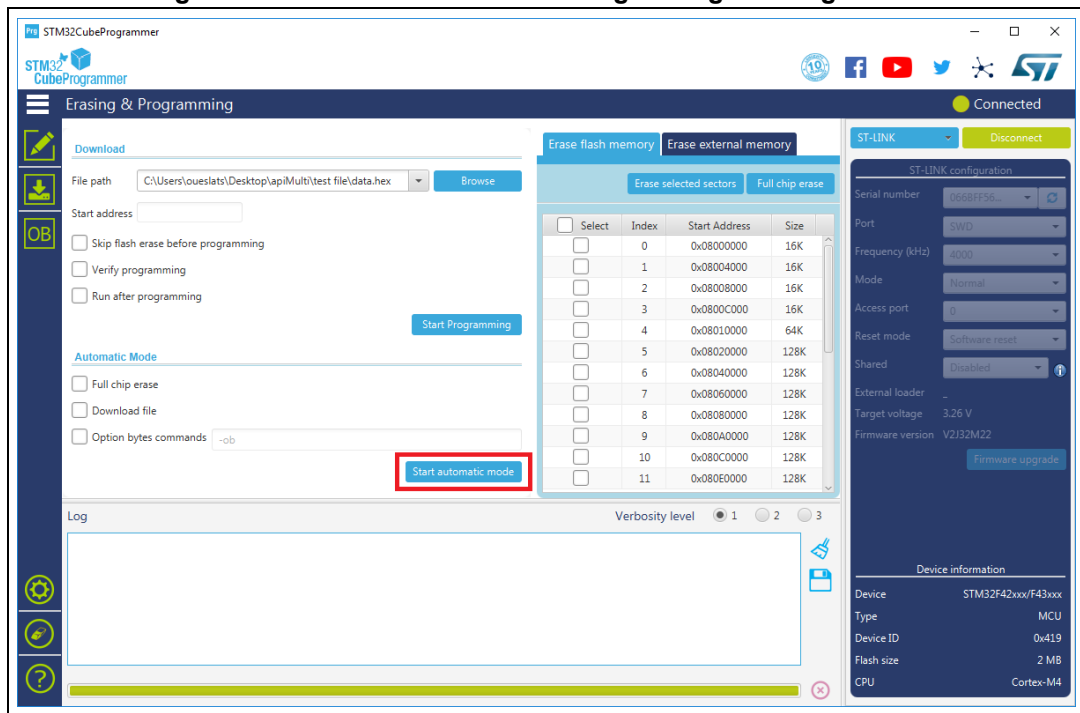 STM32CubeProgrammer
Prg
STM32
CubeProgrammer
10
Erasing & Programming
Connected
Download
File path C:\Users\oueslats\Desktop\apiMulti\test file\data.hex Browse
Start address
OB
Skip flash erase before programming
Verify programming
Run after programming
Start Programming
Automatic Mode
Full chip erase
Download file
Option bytes commands -ob
Start automatic mode
Erase flash memory Erase external memory
Erase selected sectors Full chip erase
Select Index Start Address Size
0 0x08000000 16K
1 0x08004000 16K
2 0x08008000 16K
3 0x0800C000 16K
4 0x08010000 64K
5 0x08020000 128K
6 0x08040000 128K
7 0x08060000 128K
8 0x08080000 128K
9 0x080A0000 128K
10 0x080C0000 128K
11 0x080E0000 128K
ST-LINK Disconnect
ST-LINK configuration
Serial number 066BFF56...
Port SWD
Frequency (kHz) 4000
Mode Normal
Access port 0
Reset mode Software reset
Shared Disabled
External loader _
Target voltage 3.26 V
Firmware version V2J32M22
Firmware upgrade
Log Verbosity level 1 2 3
Device information
Device STM32F42xxx/F43xxx
Type MCU
Device ID 0x419
Flash size 2 MB
CPU Cortex-M4